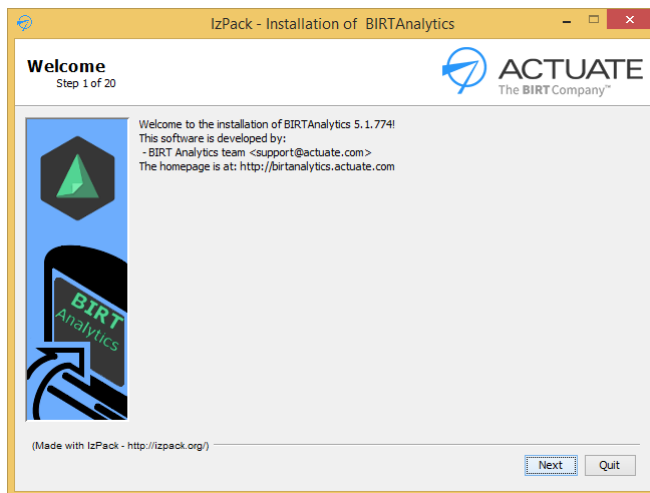 IzPack - Installation of BIRTAnalytics
Welcome
Step 1 of 20
ACTUATE
The BIRT Company™
Welcome to the installation of BIRTAnalytics 5.1.774!
This software is developed by:
- BIRT Analytics team <support@actuate.com>
The homepage is at: http://birtanalytics.actuate.com
BIRT
Analytics
(Made with IzPack - http://izpack.org/)
Next Quit